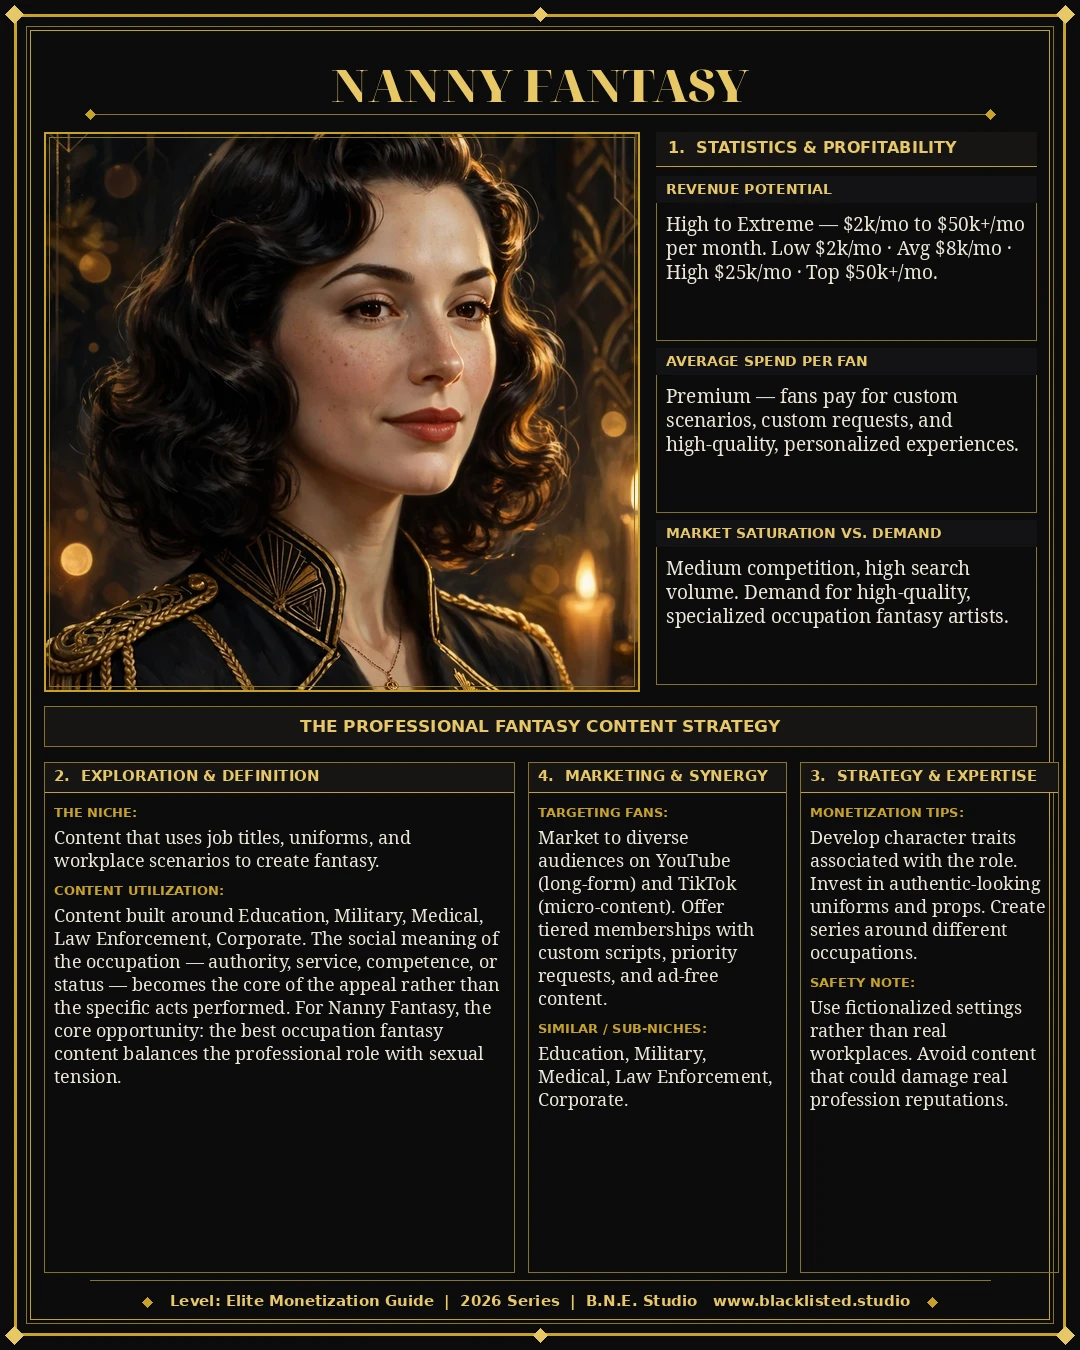 NANNY FANTASY
1. STATISTICS & PROFITABILITY
REVENUE POTENTIAL
High to Extreme — $2k/mo to $50k+/mo
per month. Low $2k/mo · Avg $8k/mo ·
High $25k/mo · Top $50k+/mo.
AVERAGE SPEND PER FAN
Premium — fans pay for custom
scenarios, custom requests, and
high-quality, personalized experiences.
MARKET SATURATION VS. DEMAND
Medium competition, high search
volume. Demand for high-quality,
specialized occupation fantasy artists.
THE PROFESSIONAL FANTASY CONTENT STRATEGY
2. EXPLORATION & DEFINITION
THE NICHE:
Content that uses job titles, uniforms, and
workplace scenarios to create fantasy.
CONTENT UTILIZATION:
Content built around Education, Military, Medical,
Law Enforcement, Corporate. The social meaning of
the occupation — authority, service, competence, or
status — becomes the core of the appeal rather than
the specific acts performed. For Nanny Fantasy, the
core opportunity: the best occupation fantasy
content balances the professional role with sexual
tension.
4. MARKETING & SYNERGY
TARGETING FANS:
Market to diverse
audiences on YouTube
(long-form) and TikTok
(micro-content). Offer
tiered memberships with
custom scripts, priority
requests, and ad-free
content.
SIMILAR / SUB-NICHES:
Education, Military,
Medical, Law Enforcement,
Corporate.
3. STRATEGY & EXPERTISE
MONETIZATION TIPS:
Develop character traits
associated with the role.
Invest in authentic-looking
uniforms and props. Create
series around different
occupations.
SAFETY NOTE:
Use fictionalized settings
rather than real
workplaces. Avoid content
that could damage real
profession reputations.
Level: Elite Monetization Guide | 2026 Series | B.N.E. Studio www.blacklisted.studio